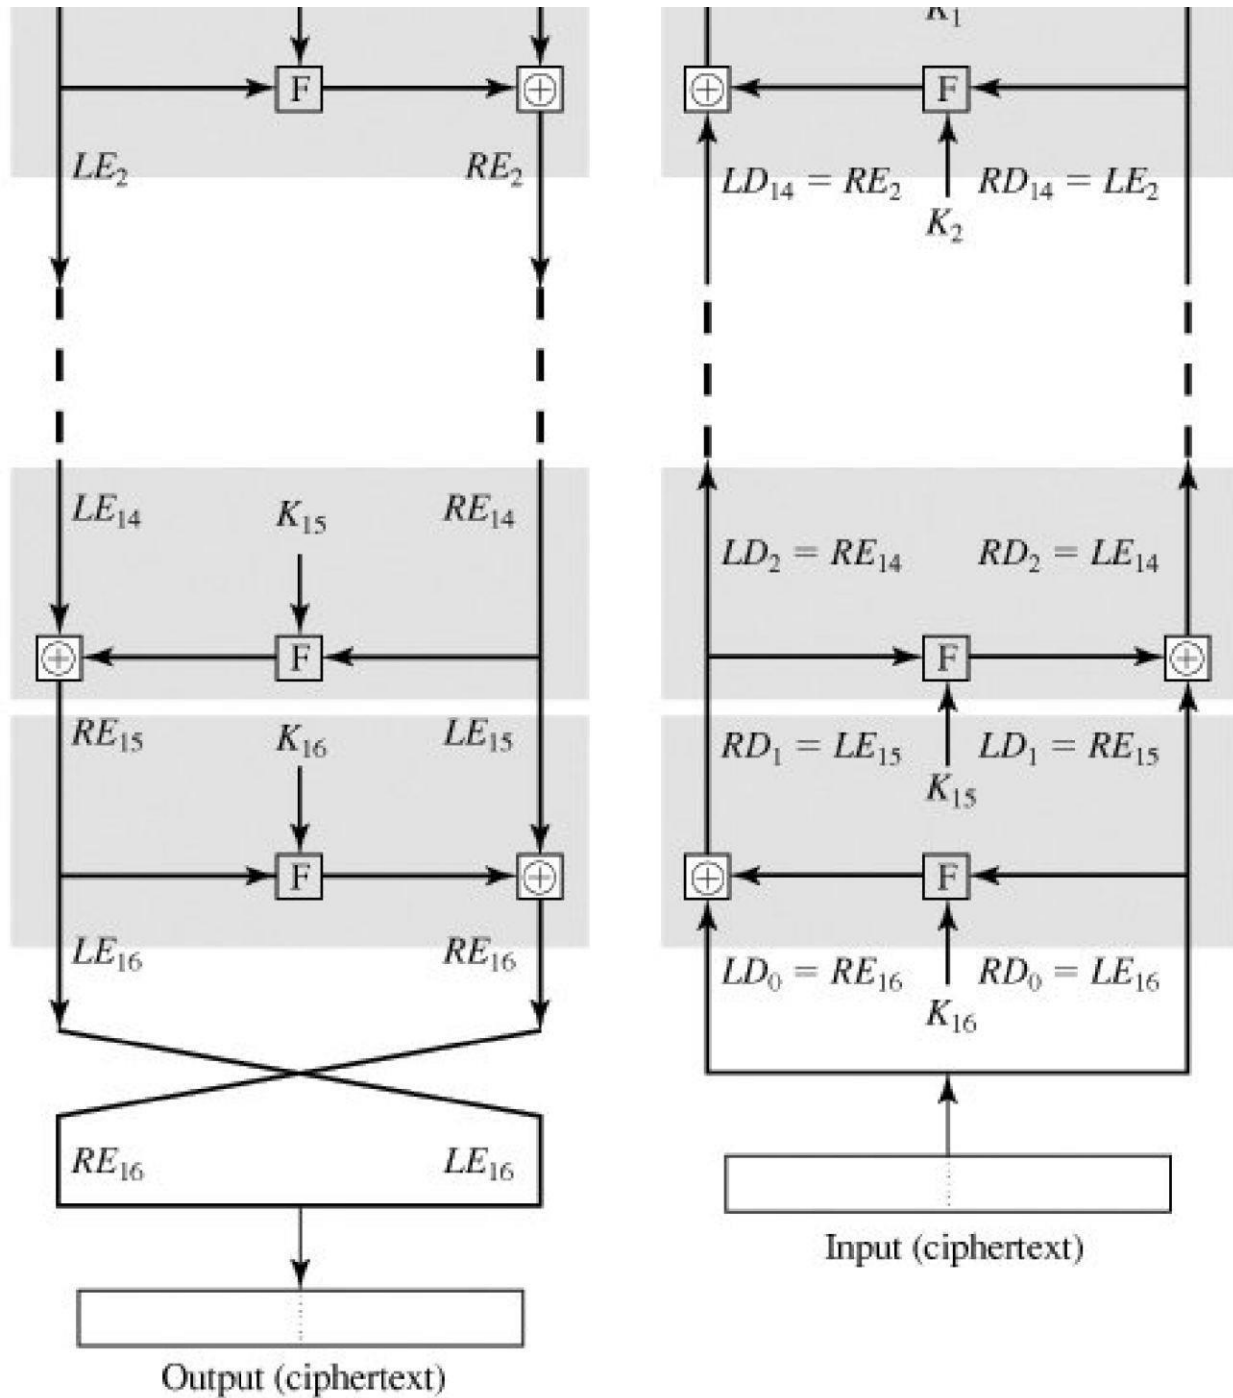 K₁
F
F
LE₂
RE₂
LD₁₄ = RE₂
RD₁₄ = LE₂
K₂
LE₁₄
K₁₅
RE₁₄
LD₂ = RE₁₄
RD₂ = LE₁₄
F
F
RE₁₅
K₁₆
LE₁₅
RD₁ = LE₁₅
LD₁ = RE₁₅
K₁₅
F
F
LE₁₆
RE₁₆
LD₀ = RE₁₆
RD₀ = LE₁₆
K₁₆
RE₁₆
LE₁₆
Input (ciphertext)
Output (ciphertext)